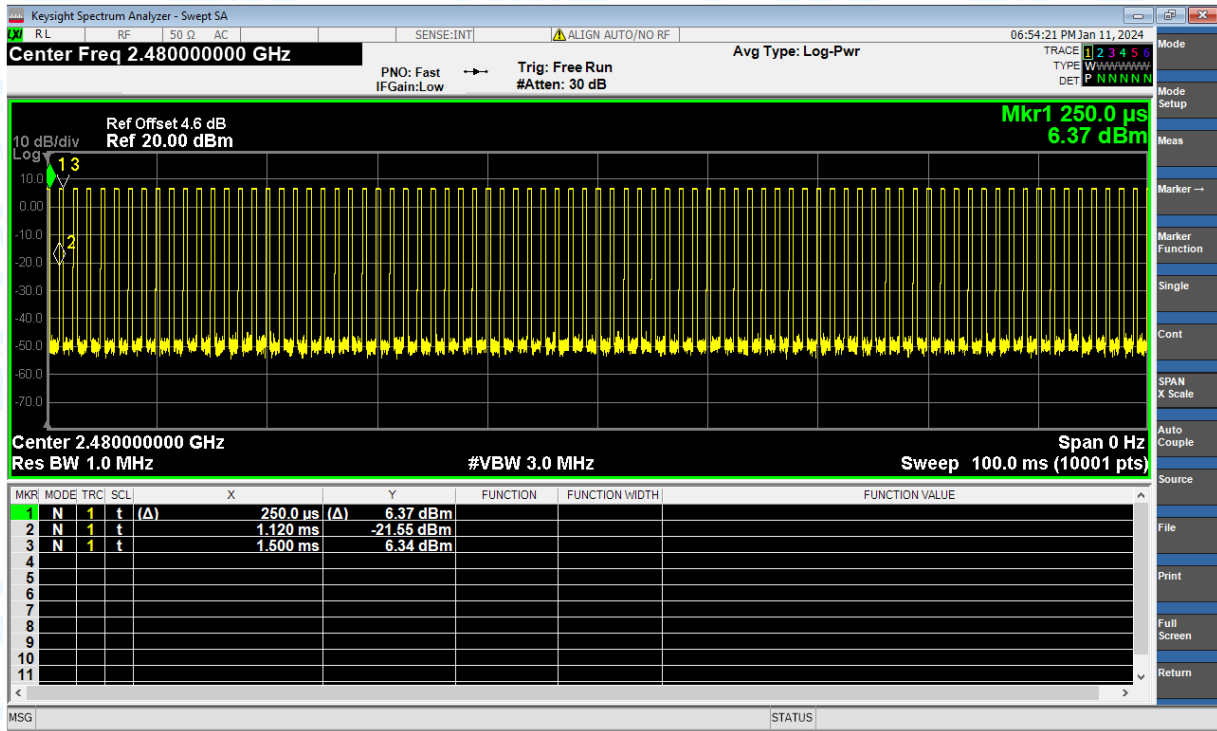 Keysight Spectrum Analyzer - Swept SA
LXI RL RF 50 Ω AC SENSE:INT ALIGN AUTO/NO RF 06:54:21 PM Jan 11, 2024
Center Freq 2.480000000 GHz
PNO: Fast
IFGain:Low
Trig: Free Run
#Atten: 30 dB
Avg Type: Log-Pwr
TRACE 1 2 3 4 5 6
TYPE WWWWWW
DET P N N N N N
Mkr1 250.0 µs
6.37 dBm
Ref Offset 4.6 dB
10 dB/div Ref 20.00 dBm
Log
1 3
2
10.0
0.00
-10.0
-20.0
-30.0
-40.0
-50.0
-60.0
-70.0
Center 2.480000000 GHz Span 0 Hz
Res BW 1.0 MHz #VBW 3.0 MHz Sweep 100.0 ms (10001 pts)
MKR MODE TRC SCL X Y FUNCTION FUNCTION WIDTH FUNCTION VALUE
1 N 1 t (Δ) 250.0 µs (Δ) 6.37 dBm
2 N 1 t 1.120 ms -21.55 dBm
3 N 1 t 1.500 ms 6.34 dBm
4
5
6
7
8
9
10
11
MSG STATUS
Mode
Mode
Setup
Meas
Marker→
Marker
Function
Single
Cont
SPAN
X Scale
Auto
Couple
Source
File
Print
Full
Screen
Return